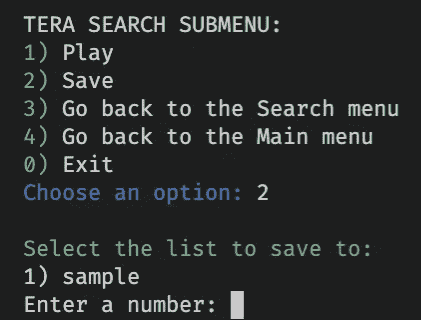 TERA SEARCH SUBMENU:
1) Play
2) Save
3) Go back to the Search menu
4) Go back to the Main menu
0) Exit
Choose an option: 2
Select the list to save to:
1) sample
Enter a number: